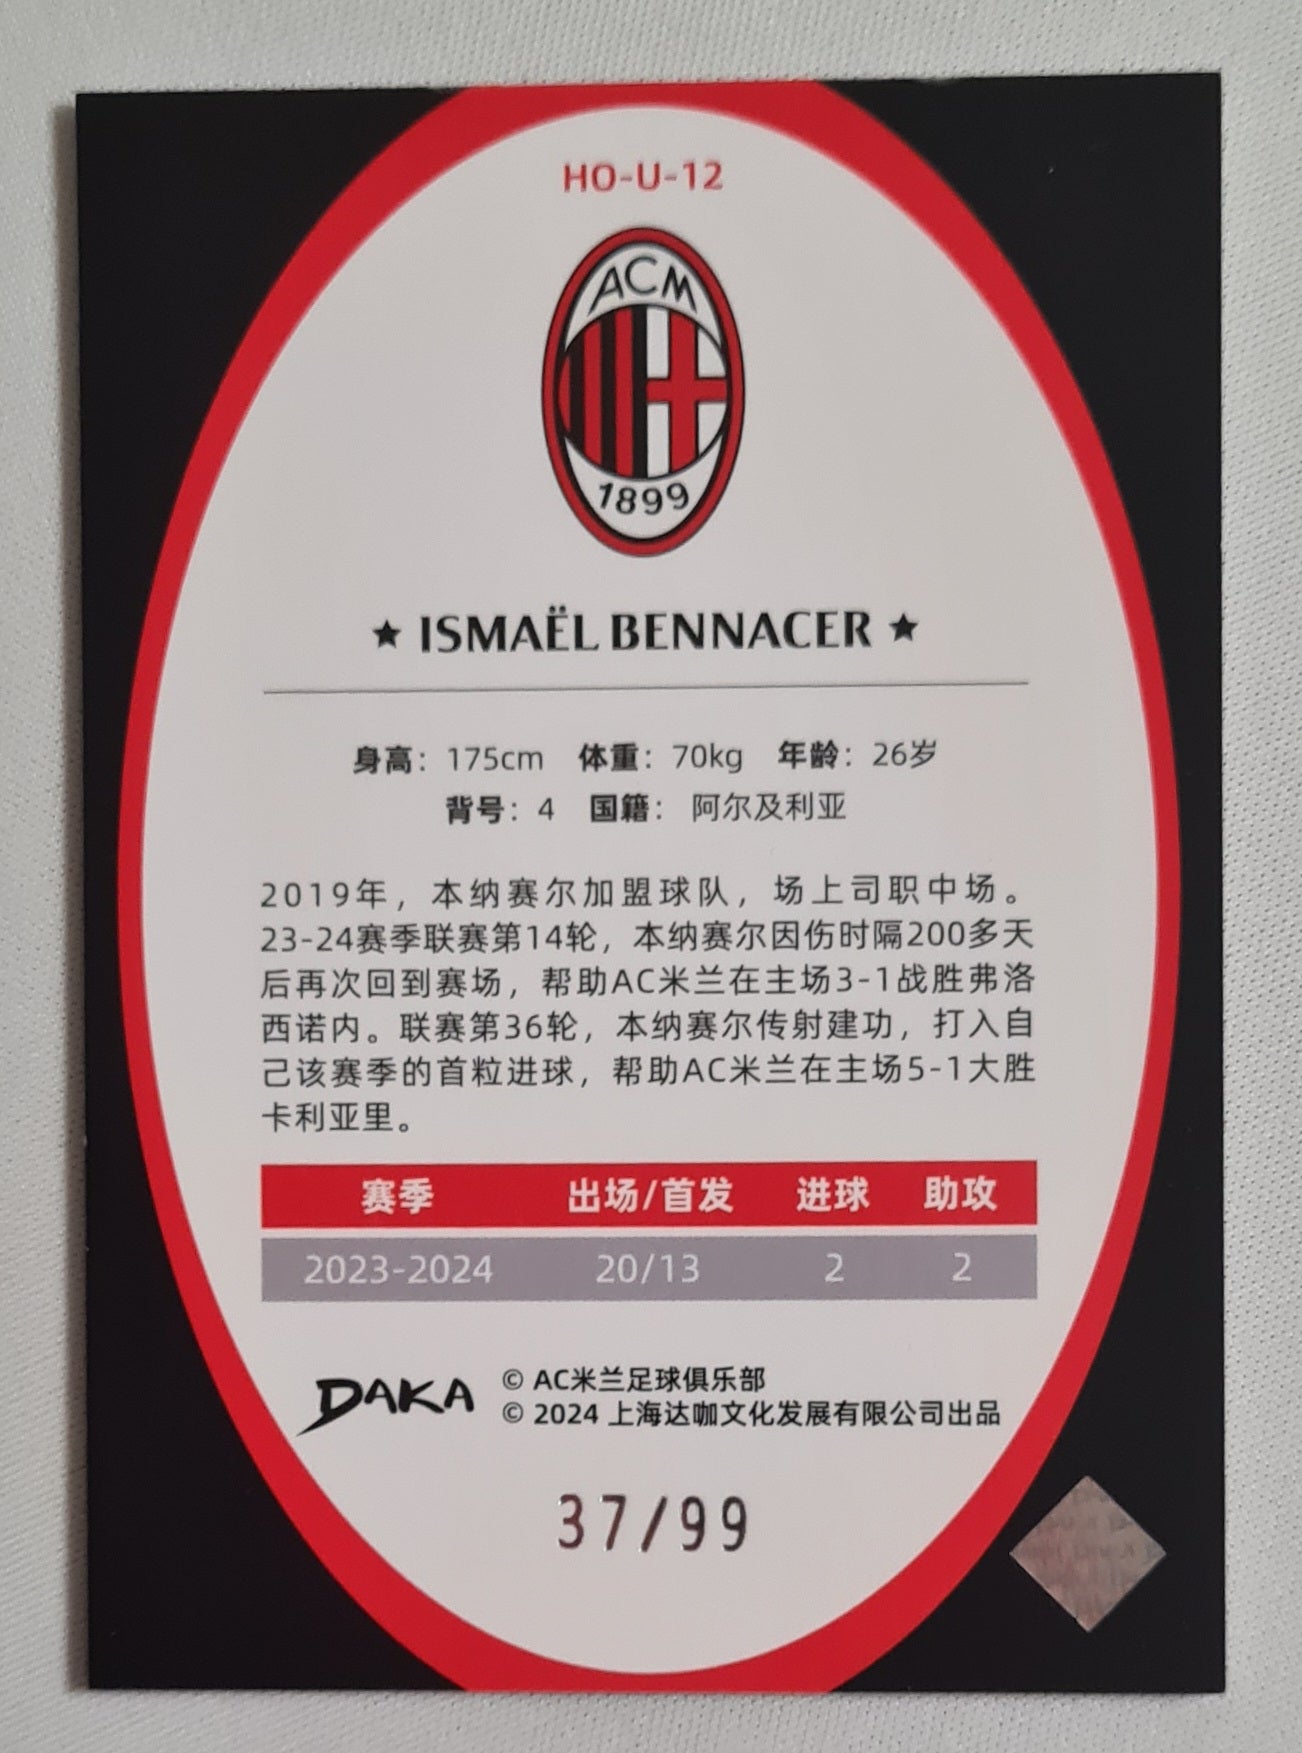 HO-U-12
ACM
1899
★ ISMAËL BENNACER ★
身高：175cm 体重：70kg 年龄：26岁
背号：4 国籍： 阿尔及利亚
2019年，本纳赛尔加盟球队，场上司职中场。
23-24赛季联赛第14轮，本纳赛尔因伤时隔200多天
后再次回到赛场，帮助AC米兰在主场3-1战胜弗洛
西诺内。联赛第36轮，本纳赛尔传射建功，打入自
己该赛季的首粒进球，帮助AC米兰在主场5-1大胜
卡利亚里。
赛季 出场/首发 进球 助攻
2023-2024 20/13 2 2
DAKA
© AC米兰足球俱乐部
© 2024 上海达咖文化发展有限公司出品
37/99